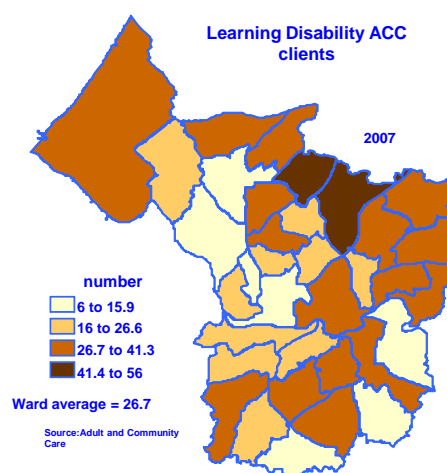 Learning Disability ACC
clients
2007
number
6 to 15.9
16 to 26.6
26.7 to 41.3
41.4 to 56
Ward average = 26.7
Source:Adult and Community
Care